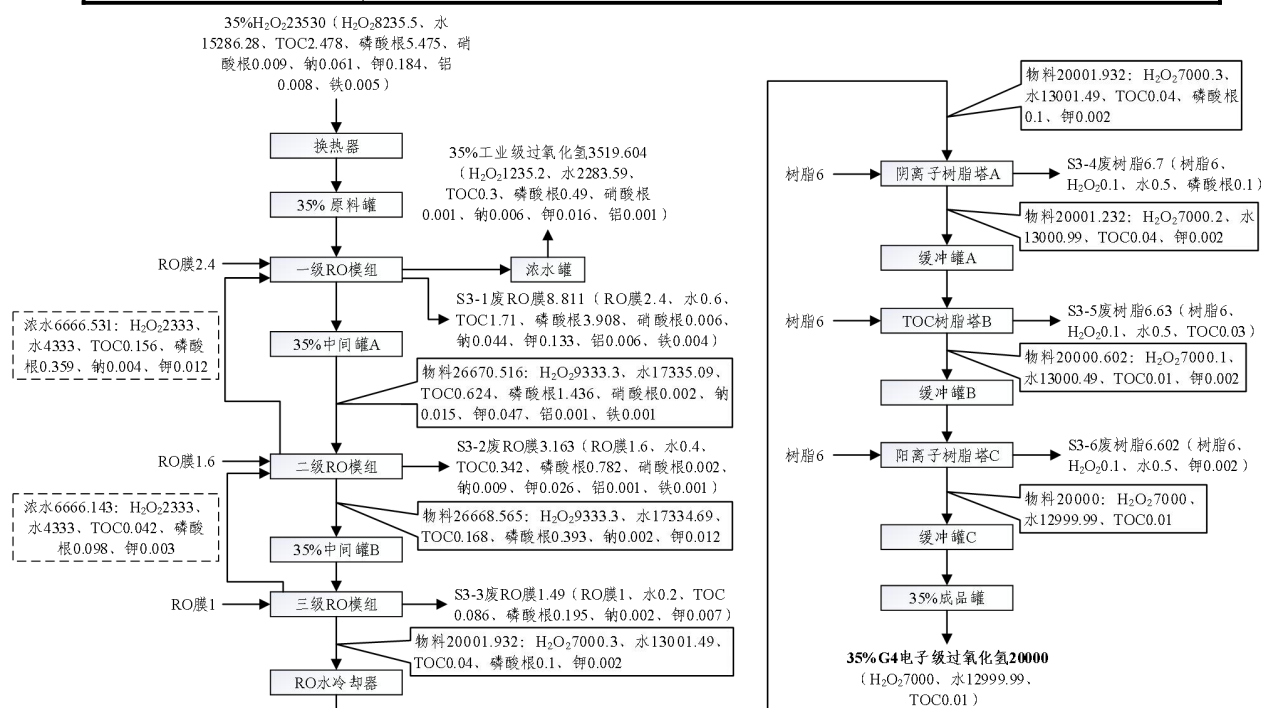 35%H₂O₂23530（H₂O₂8235.5、水
15286.28、TOC2.478、磷酸根5.475、硝
酸根0.009、钠0.061、钾0.184、铝
0.008、铁0.005）
换热器
35%原料罐
35%工业级过氧化氢3519.604
（H₂O₂1235.2、水2283.59、
TOC0.3、磷酸根0.49、硝酸根
0.001、钠0.006、钾0.016、铝0.001）
RO膜2.4
一级RO模组
浓水罐
S3-1废RO膜8.811（RO膜2.4、水0.6、
TOC1.71、磷酸根3.908、硝酸根0.006、
钠0.044、钾0.133、铝0.006、铁0.004）
浓水6666.531：H₂O₂2333、
水4333、TOC0.156、磷酸
根0.359、钠0.004、钾0.012
35%中间罐A
物料26670.516：H₂O₂9333.3、水17335.09、
TOC0.624、磷酸根1.436、硝酸根0.002、钠
0.015、钾0.047、铝0.001、铁0.001
RO膜1.6
二级RO模组
S3-2废RO膜3.163（RO膜1.6、水0.4、
TOC0.342、磷酸根0.782、硝酸根0.002、
钠0.009、钾0.026、铝0.001、铁0.001）
浓水6666.143：H₂O₂2333、
水4333、TOC0.042、磷酸
根0.098、钾0.003
物料26668.565：H₂O₂9333.3、水17334.69、
TOC0.168、磷酸根0.393、钠0.002、钾0.012
35%中间罐B
RO膜1
三级RO模组
S3-3废RO膜1.49（RO膜1、水0.2、TOC
0.086、磷酸根0.195、钠0.002、钾0.007）
物料20001.932：H₂O₂7000.3、水13001.49、
TOC0.04、磷酸根0.1、钾0.002
RO水冷却器
物料20001.932：H₂O₂7000.3、
水13001.49、TOC0.04、磷酸根
0.1、钾0.002
树脂6
阴离子树脂塔A
S3-4废树脂6.7（树脂6、
H₂O₂0.1、水0.5、磷酸根0.1）
物料20001.232：H₂O₂7000.2、水
13000.99、TOC0.04、钾0.002
缓冲罐A
树脂6
TOC树脂塔B
S3-5废树脂6.63（树脂6、
H₂O₂0.1、水0.5、TOC0.03）
物料20000.602：H₂O₂7000.1、
水13000.49、TOC0.01、钾0.002
缓冲罐B
树脂6
阳离子树脂塔C
S3-6废树脂6.602（树脂6、
H₂O₂0.1、水0.5、钾0.002）
物料20000：H₂O₂7000、
水12999.99、TOC0.01
缓冲罐C
35%成品罐
35%G4电子级过氧化氢20000
（H₂O₂7000、水12999.99、
TOC0.01）